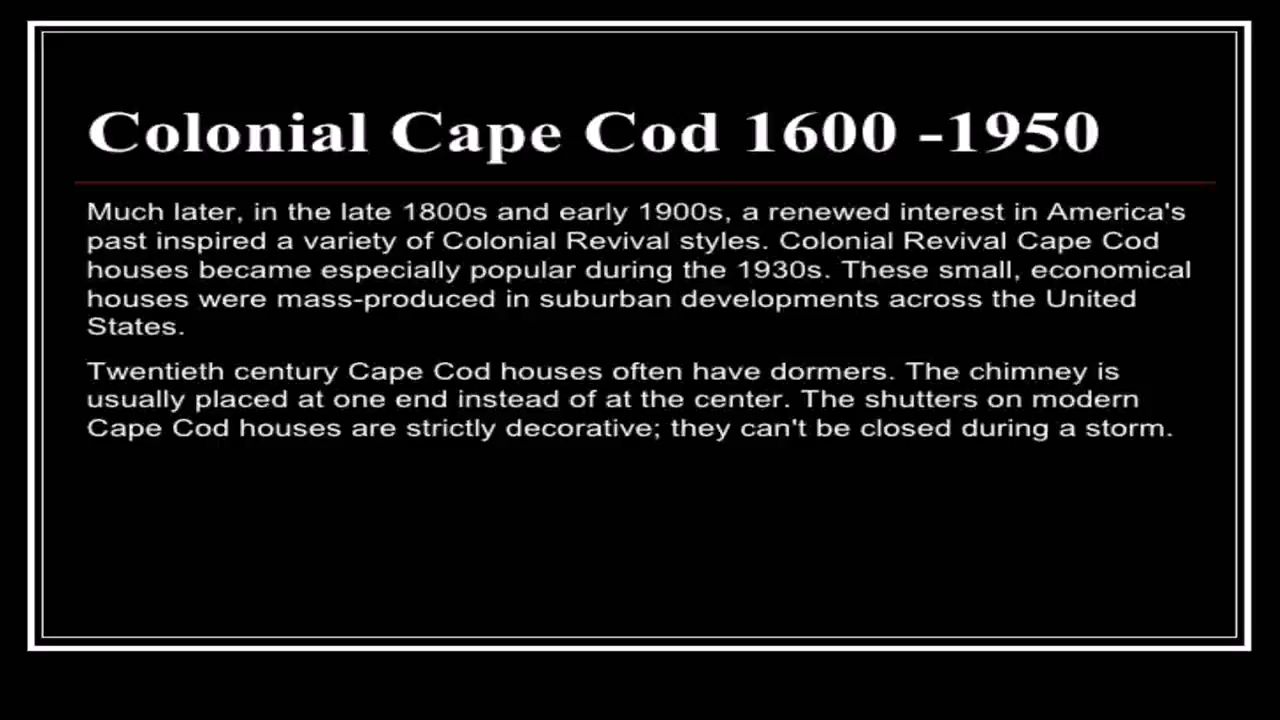 Colonial Cape Cod 1600 -1950
Much later, in the late 1800s and early 1900s, a renewed interest in America's
past inspired a variety of Colonial Revival styles. Colonial Revival Cape Cod
houses became especially popular during the 1930s. These small, economical
houses were mass-produced in suburban developments across the United
States.
Twentieth century Cape Cod houses often have dormers. The chimney is
usually placed at one end instead of at the center. The shutters on modern
Cape Cod houses are strictly decorative; they can't be closed during a storm.